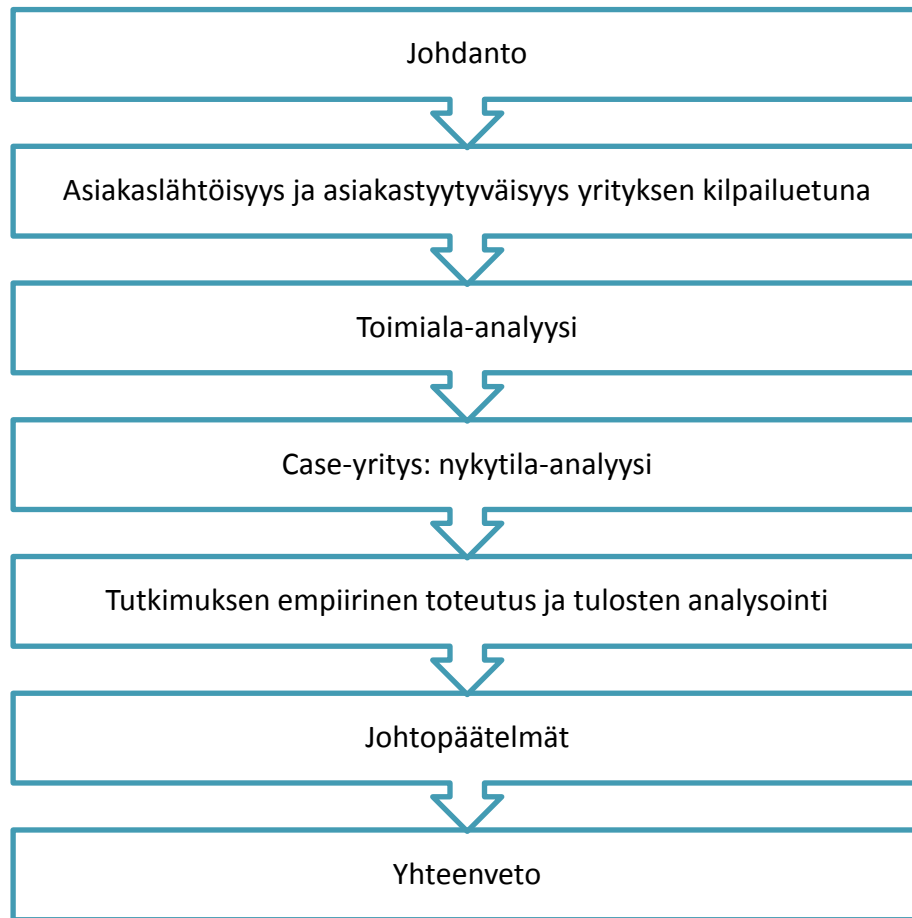 Johdanto
Asiakaslähtöisyys ja asiakastyytyväisyys yrityksen kilpailuetuna
Toimiala-analyysi
Case-yritys: nykytila-analyysi
Tutkimuksen empiirinen toteutus ja tulosten analysointi
Johtopäätelmät
Yhteenveto